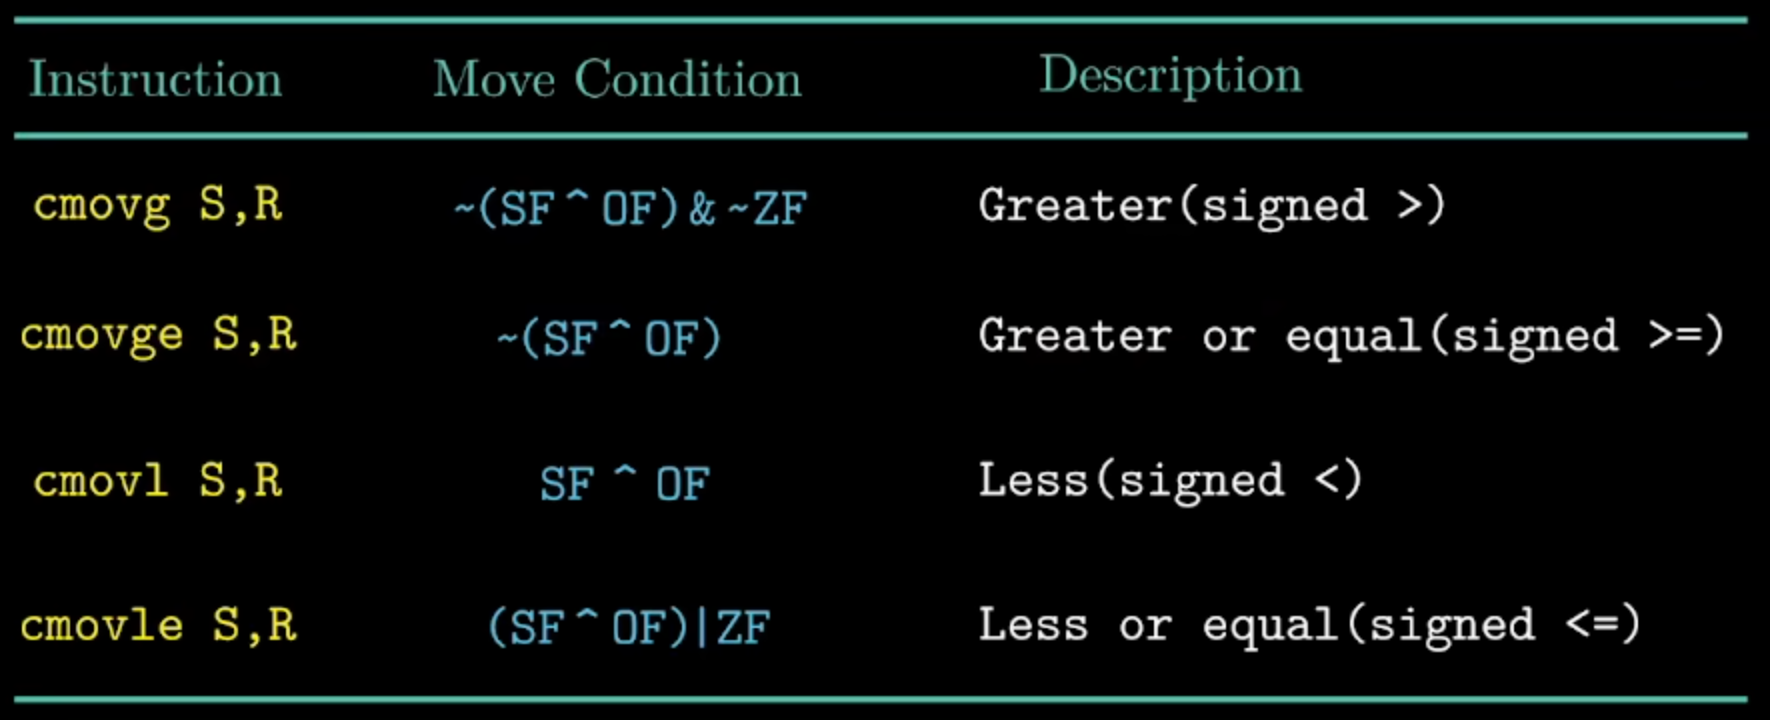 Instruction Move Condition Description
cmovg S,R ~(SF^OF)&~ZF Greater(signed >)
cmovge S,R ~(SF^OF) Greater or equal(signed >=)
cmovl S,R SF ^ OF Less(signed <)
cmovle S,R (SF^OF)|ZF Less or equal(signed <=)